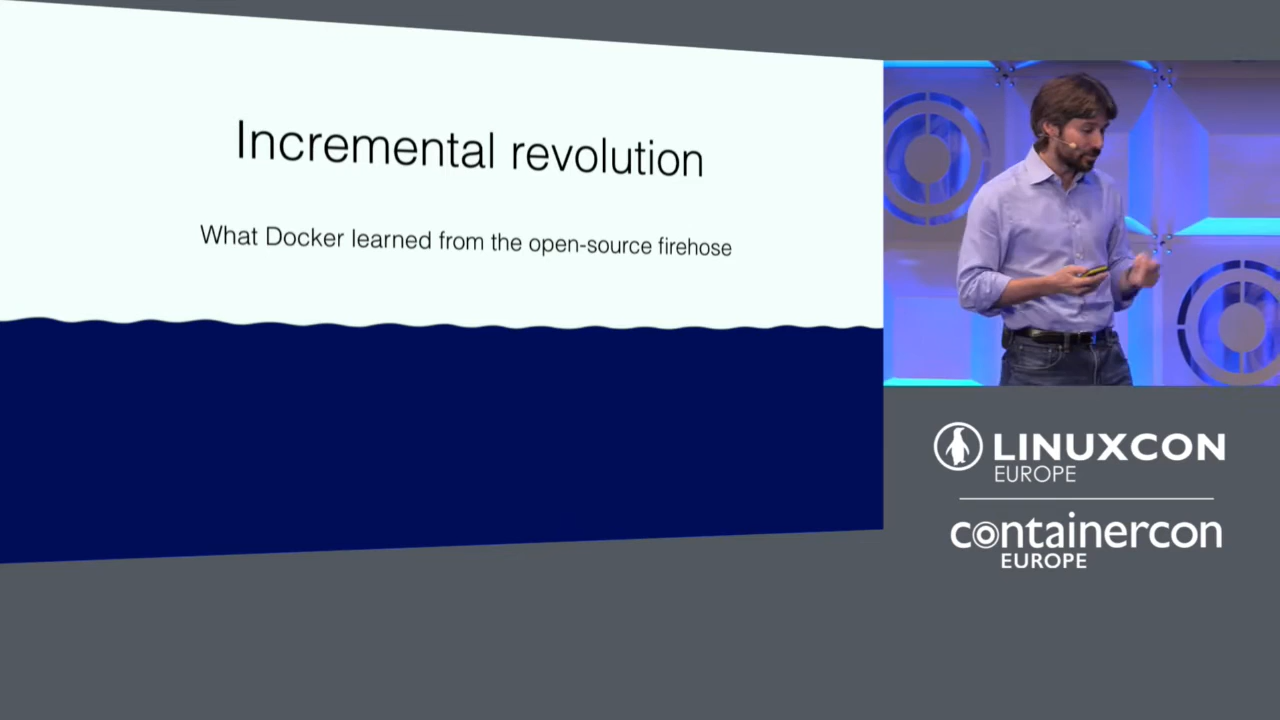 Incremental revolution
What Docker learned from the open-source firehose
LINUXCON
EUROPE
containercon
EUROPE